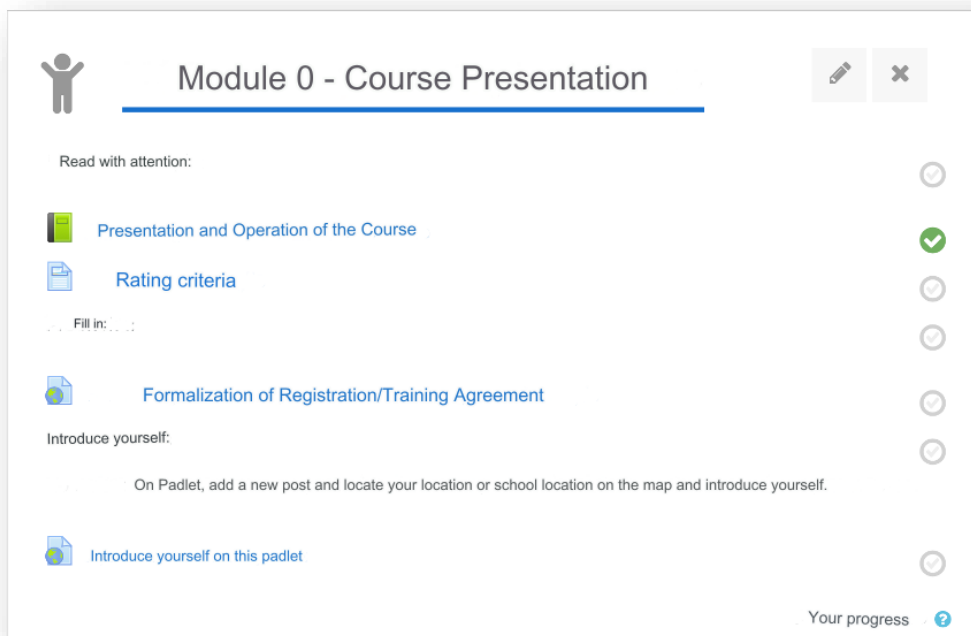 Module 0 - Course Presentation
Read with attention:
Presentation and Operation of the Course
Rating criteria
Fill in:
Formalization of Registration/Training Agreement
Introduce yourself:
On Padlet, add a new post and locate your location or school location on the map and introduce yourself.
Introduce yourself on this padlet
Your progress